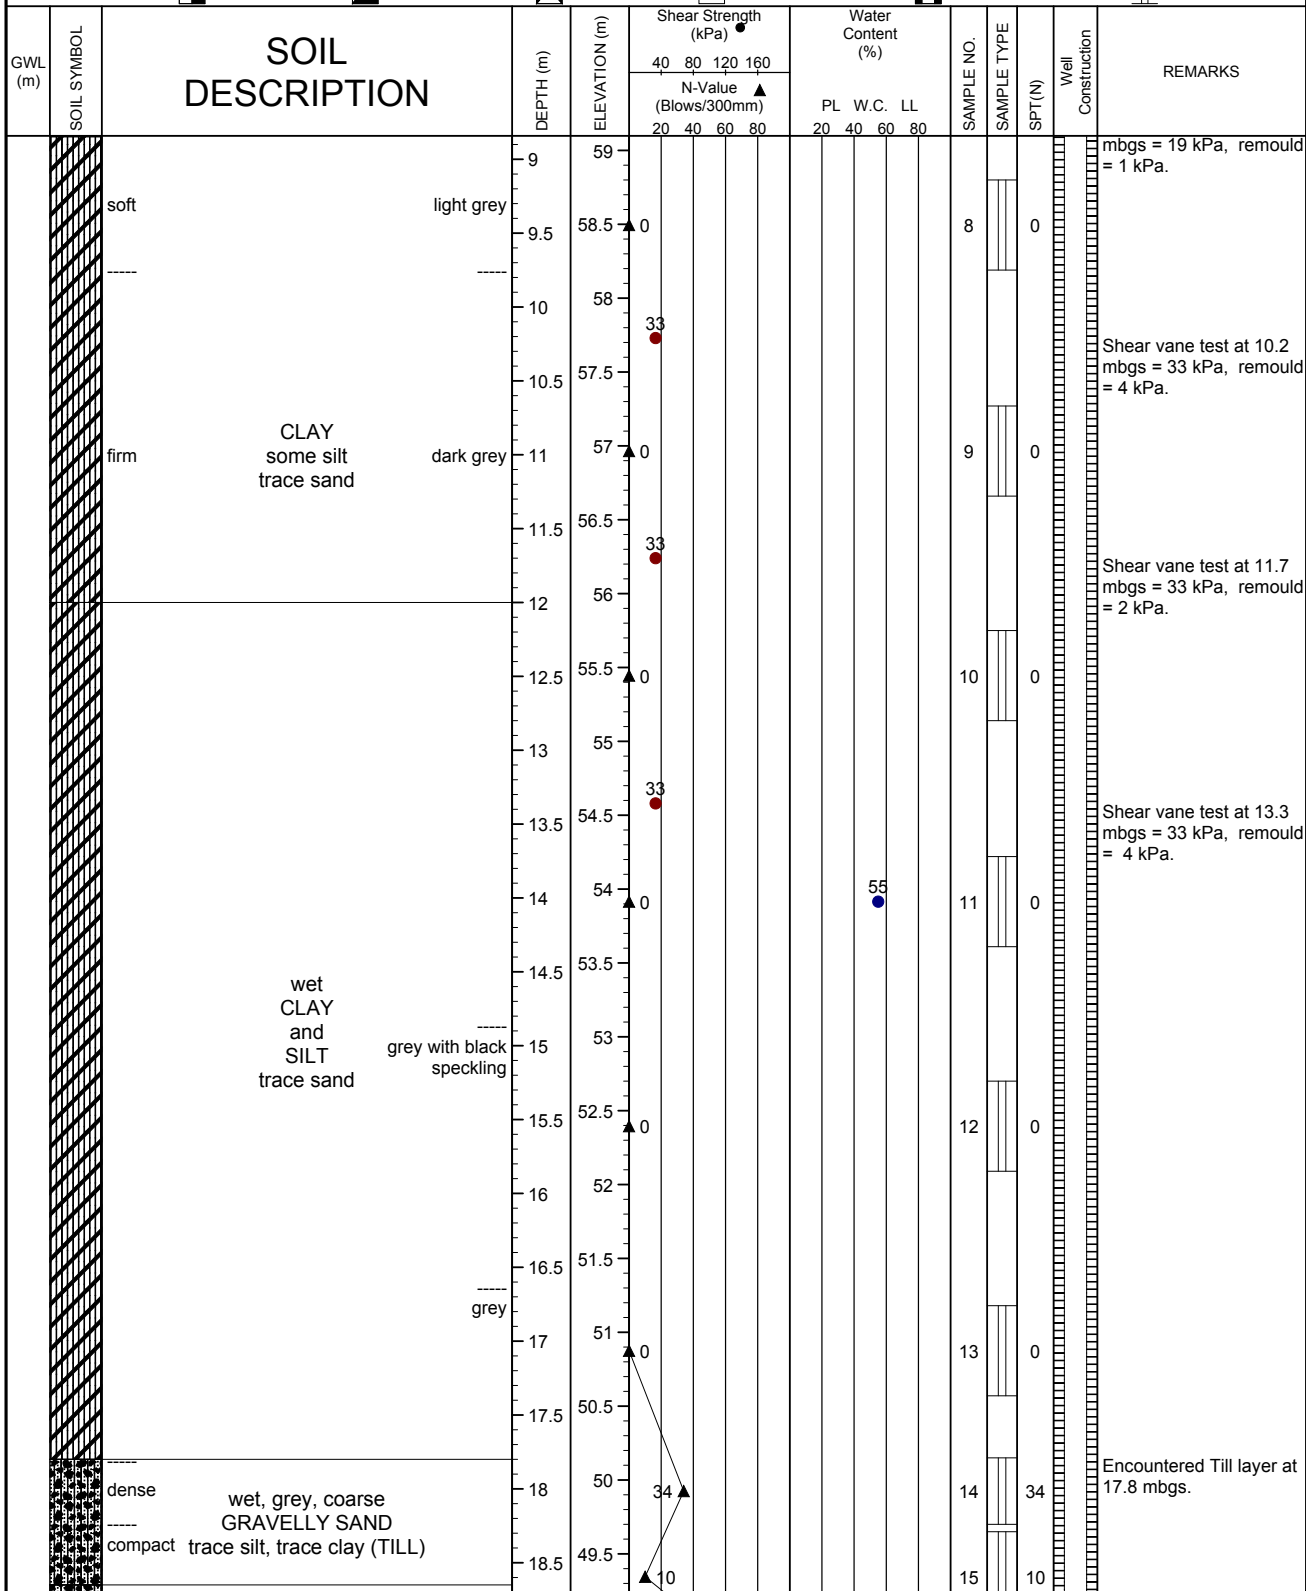 GWL
(m)
SOIL SYMBOL
SOIL
DESCRIPTION
DEPTH (m)
ELEVATION (m)
Shear Strength
(kPa)
40 80 120 160
N-Value
(Blows/300mm)
20 40 60 80
Water
Content
(%)
PL W.C. LL
20 40 60 80
SAMPLE NO.
SAMPLE TYPE
SPT(N)
Well
Construction
REMARKS
59
mbgs = 19 kPa, remould
= 1 kPa.
9
soft light grey
58.5 0 8 0
9.5
----- -----
58
10
33
Shear vane test at 10.2
mbgs = 33 kPa, remould
= 4 kPa.
57.5
10.5
CLAY
some silt
trace sand
57
firm dark grey 11 0 9 0
56.5
11.5
33
Shear vane test at 11.7
mbgs = 33 kPa, remould
= 2 kPa.
56
12
55.5
12.5 0 10 0
55
13
33
54.5
Shear vane test at 13.3
mbgs = 33 kPa, remould
= 4 kPa.
13.5
54
55
14 0 11 0
53.5
14.5
wet
CLAY
and
SILT
trace sand
-----
grey with black
speckling
53
15
52.5
15.5 0 12 0
52
16
51.5
16.5
-----
grey
51
17 0 13 0
50.5
17.5
-----
Encountered Till layer at
17.8 mbgs.
50
dense
18 34 14 34
wet, grey, coarse
GRAVELLY SAND
trace silt, trace clay (TILL)
-----
compact
49.5
18.5 10 15 10